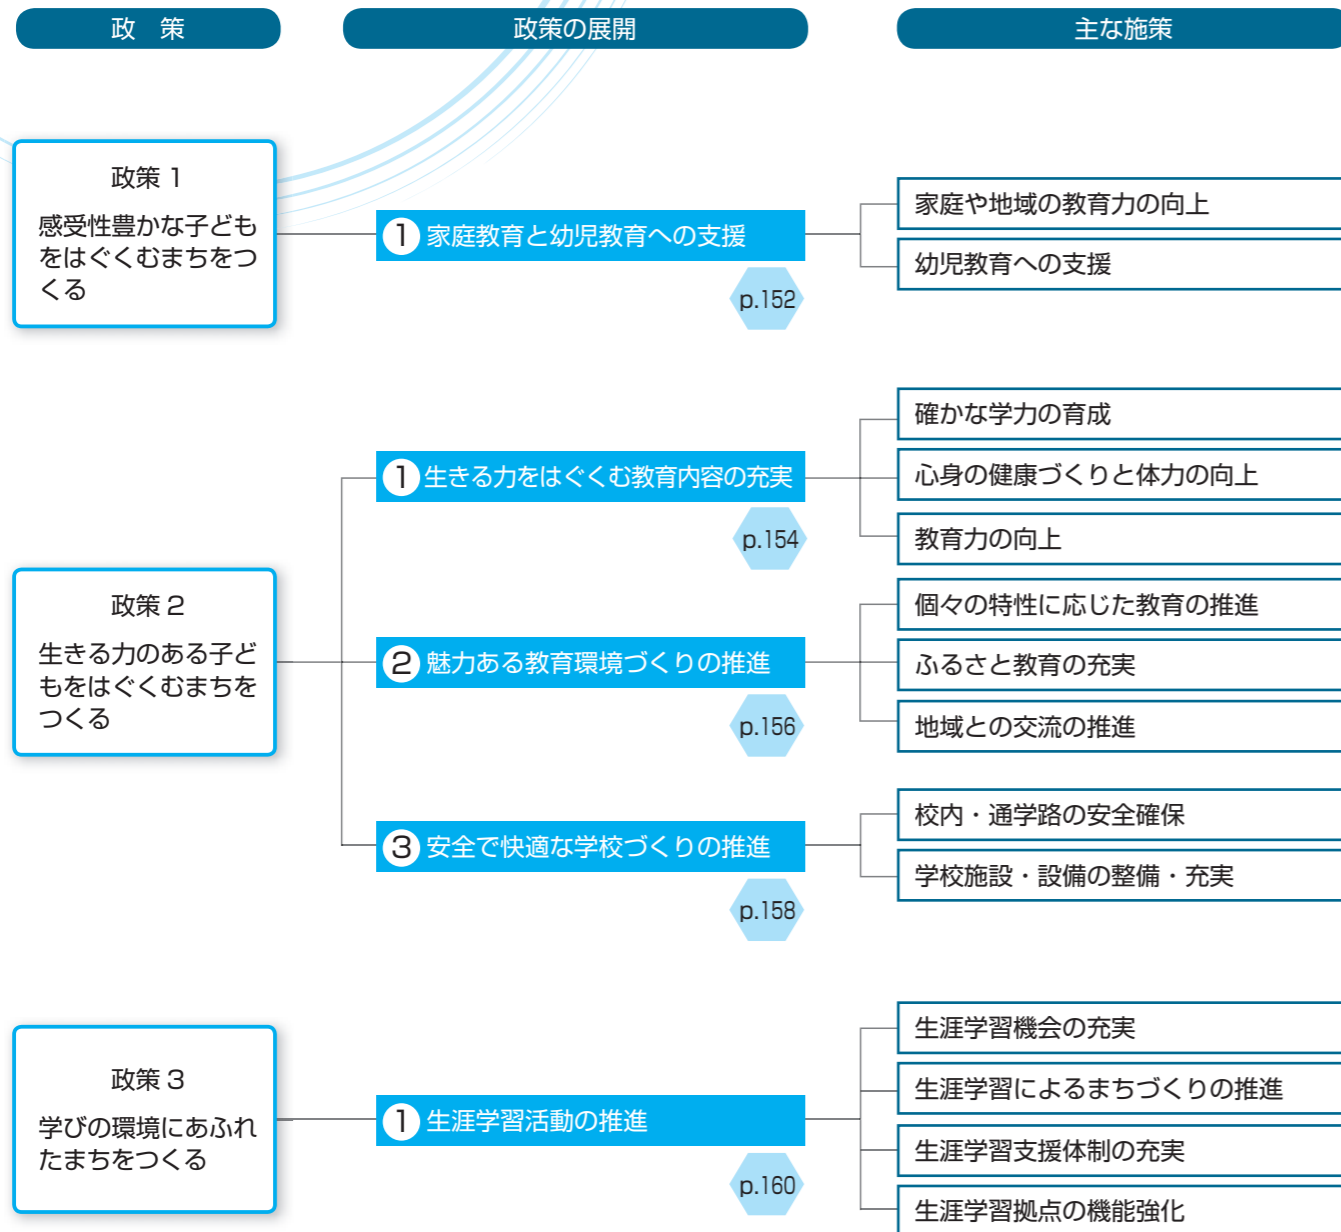 政　策
政策の展開
主な施策
政策 1
感受性豊かな子ども
をはぐくむまちをつ
くる
① 家庭教育と幼児教育への支援
p.152
家庭や地域の教育力の向上
幼児教育への支援
政策 2
生きる力のある子ど
もをはぐくむまちを
つくる
① 生きる力をはぐくむ教育内容の充実
p.154
確かな学力の育成
心身の健康づくりと体力の向上
教育力の向上
② 魅力ある教育環境づくりの推進
p.156
個々の特性に応じた教育の推進
ふるさと教育の充実
地域との交流の推進
③ 安全で快適な学校づくりの推進
p.158
校内・通学路の安全確保
学校施設・設備の整備・充実
政策 3
学びの環境にあふれ
たまちをつくる
① 生涯学習活動の推進
p.160
生涯学習機会の充実
生涯学習によるまちづくりの推進
生涯学習支援体制の充実
生涯学習拠点の機能強化